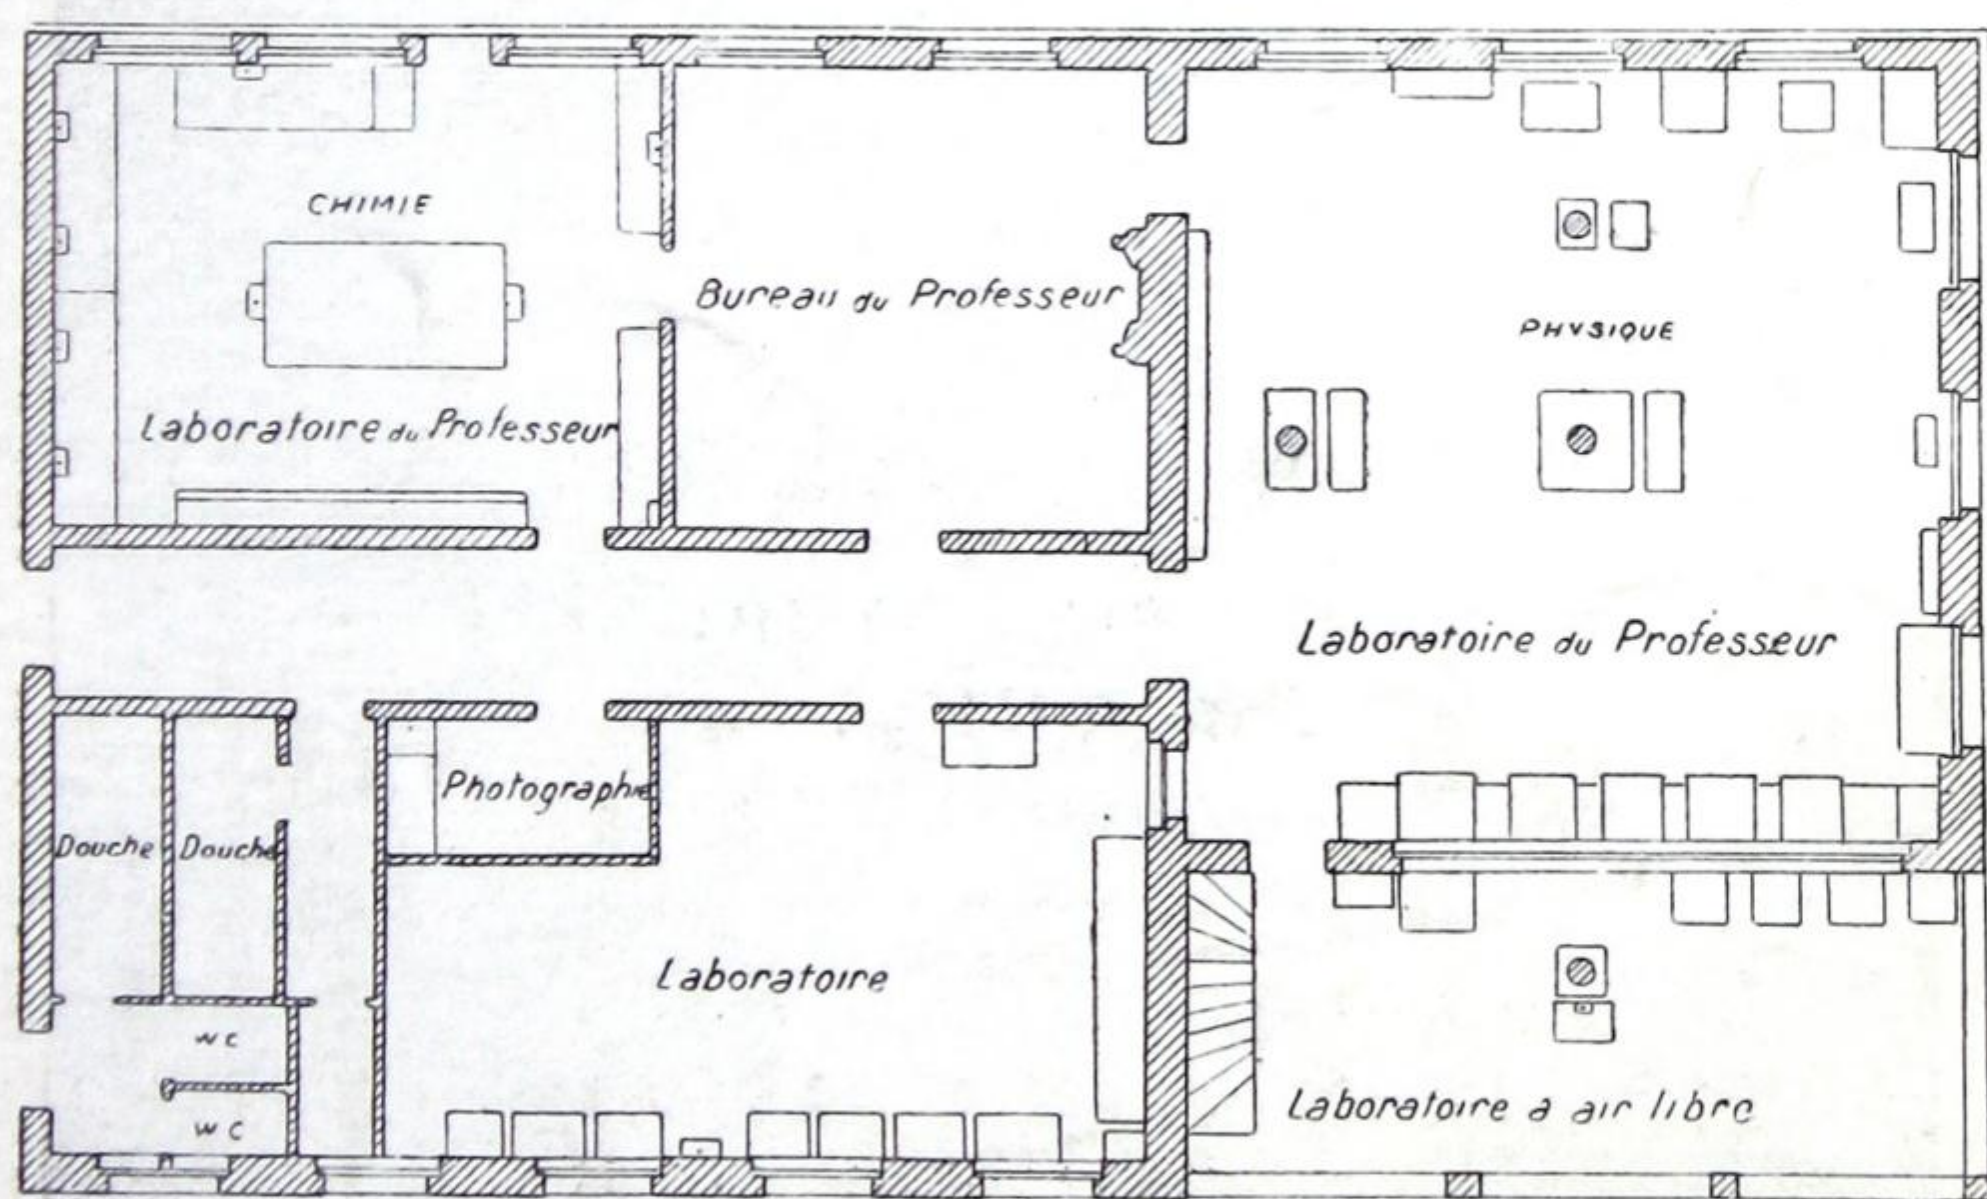 CHIMIE
Laboratoire du Professeur
Bureau du Professeur
PHYSIQUE
Laboratoire du Professeur
Douche
Douche
Photographie
Laboratoire
WC
WC
Laboratoire a air libre